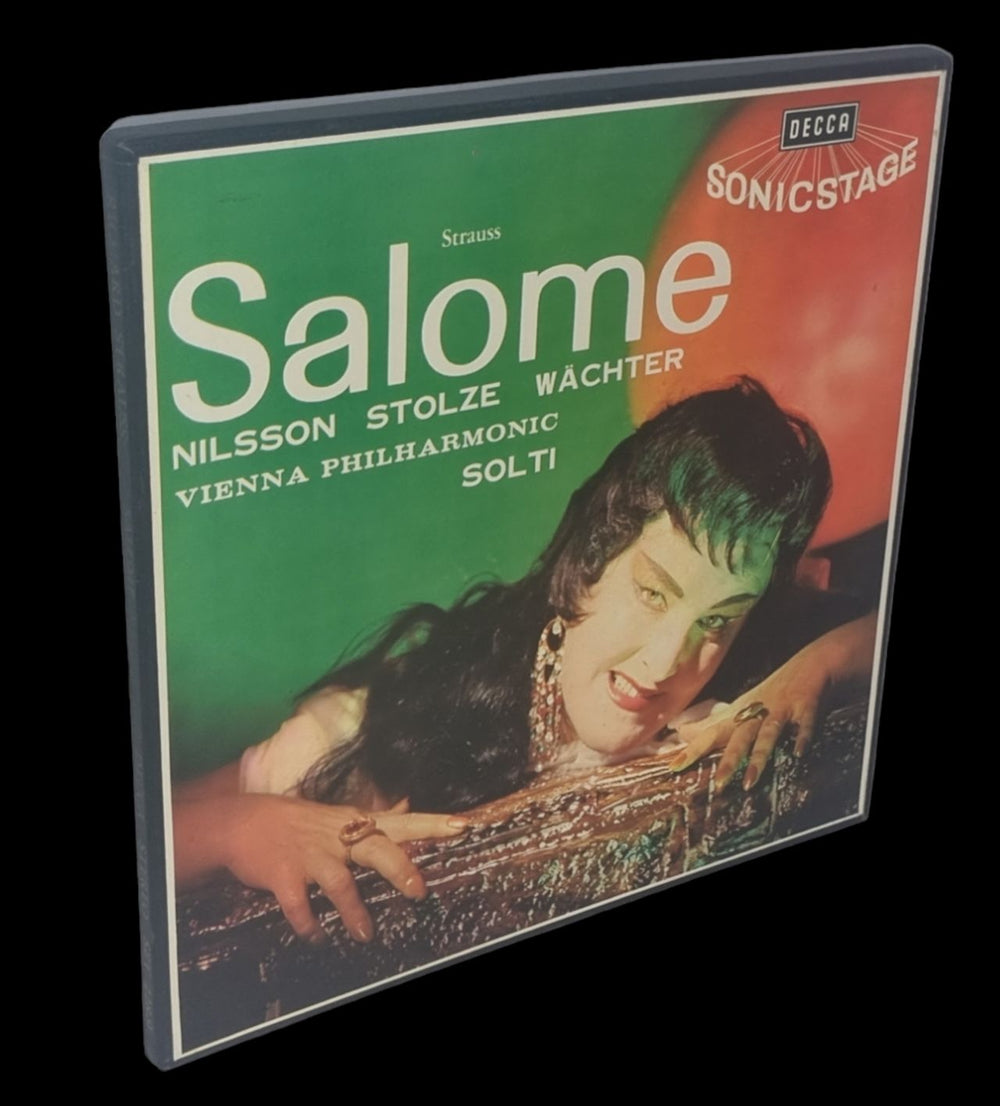 DECCA
SONICSTAGE
Strauss
Salome
NILSSON STOLZE WÄCHTER
VIENNA PHILHARMONIC
SOLTI